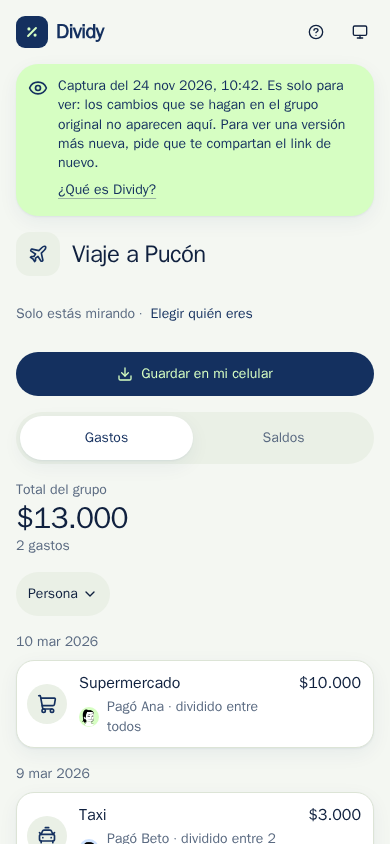 Dividy
Captura del 24 nov 2026, 10:42. Es solo para
ver: los cambios que se hagan en el grupo
original no aparecen aquí. Para ver una versión
más nueva, pide que te compartan el link de
nuevo.
¿Qué es Dividy?
Viaje a Pucón
Solo estás mirando · Elegir quién eres
Guardar en mi celular
Gastos
Saldos
Total del grupo
$13.000
2 gastos
Persona
10 mar 2026
Supermercado
$10.000
Pagó Ana · dividido entre
todos
9 mar 2026
Taxi
$3.000
Pagó Beto · dividido entre 2